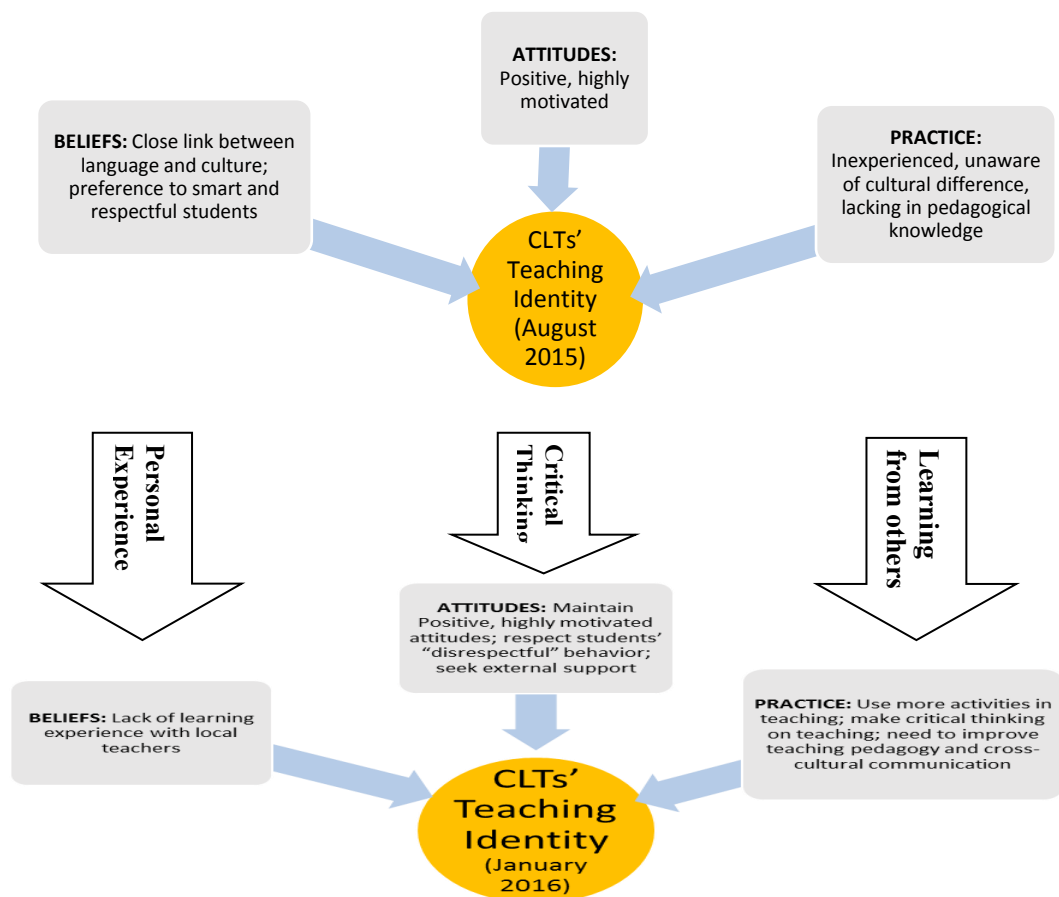 ATTITUDES:
Positive, highly
motivated
BELIEFS: Close link between
language and culture;
preference to smart and
respectful students
PRACTICE:
Inexperienced, unaware
of cultural difference,
lacking in pedagogical
knowledge
CLTs’
Teaching
Identity
(August
2015)
Personal
Experience
Critical
Thinking
Learning
from others
ATTITUDES: Maintain
Positive, highly motivated
attitudes; respect students’
“disrespectful” behavior;
seek external support
BELIEFS: Lack of learning
experience with local
teachers
PRACTICE: Use more activities in
teaching; make critical thinking
on teaching; need to improve
teaching pedagogy and cross-
cultural communication
CLTs’
Teaching
Identity
(January
2016)